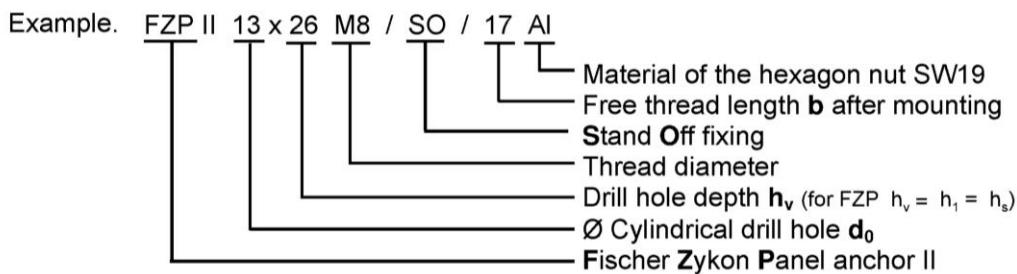 Example. FZP II 13 x 26 M8 / SO / 17 Al
Material of the hexagon nut SW19
Free thread length b after mounting
Stand Off fixing
Thread diameter
Drill hole depth hᵥ (for FZP hᵥ = h₁ = hₛ)
Ø Cylindrical drill hole d₀
Fischer Zykon Panel anchor II